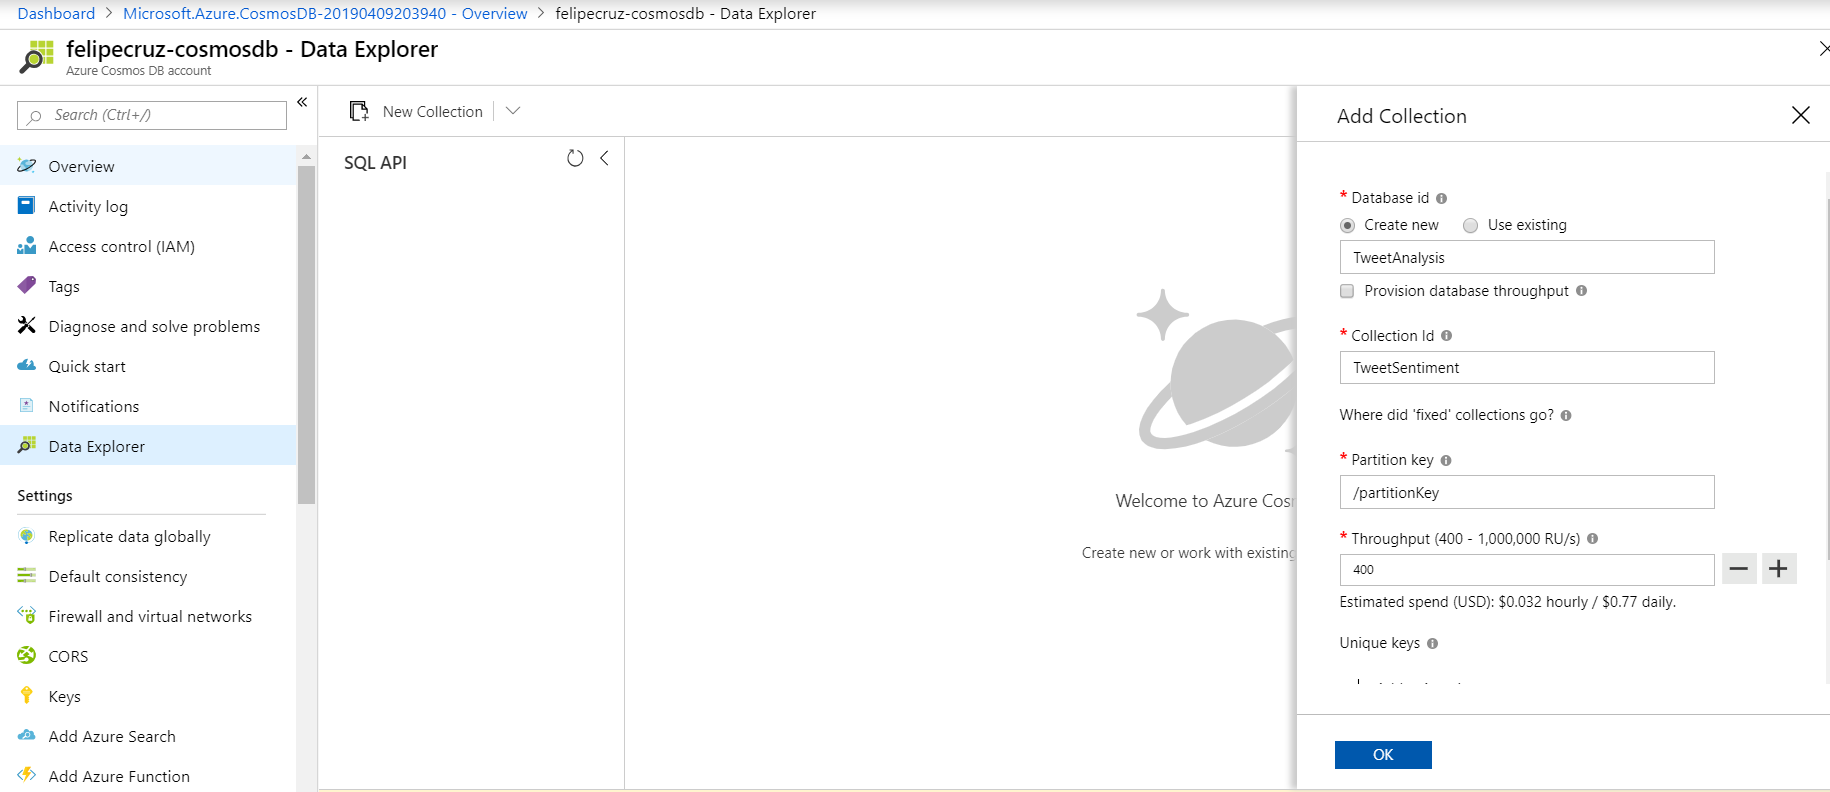 Dashboard > Microsoft.Azure.CosmosDB-20190409203940 - Overview > felipecruz-cosmosdb - Data Explorer
felipecruz-cosmosdb - Data Explorer
Azure Cosmos DB account
Search (Ctrl+/)
«
Overview
Activity log
Access control (IAM)
Tags
Diagnose and solve problems
Quick start
Notifications
Data Explorer
Settings
Replicate data globally
Default consistency
Firewall and virtual networks
CORS
Keys
Add Azure Search
Add Azure Function
New Collection
SQL API
Welcome to Azure Cos
Create new or work with existing
Add Collection
* Database id
Create new Use existing
TweetAnalysis
Provision database throughput
* Collection Id
TweetSentiment
Where did 'fixed' collections go?
* Partition key
/partitionKey
* Throughput (400 - 1,000,000 RU/s)
400
Estimated spend (USD): $0.032 hourly / $0.77 daily.
Unique keys
OK